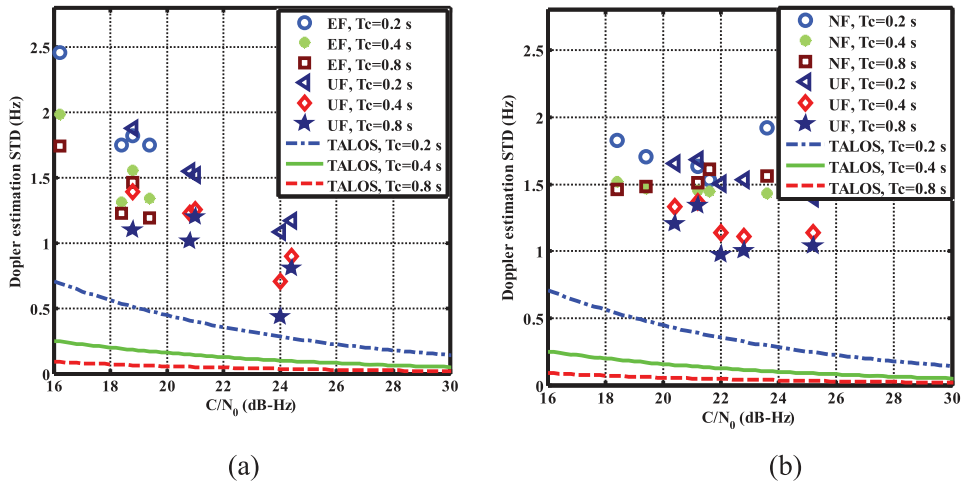 EF, Tc=0.2 s
EF, Tc=0.4 s
EF, Tc=0.8 s
UF, Tc=0.2 s
UF, Tc=0.4 s
UF, Tc=0.8 s
TALOS, Tc=0.2 s
TALOS, Tc=0.4 s
TALOS, Tc=0.8 s
Dopler estimation STD (Hz)
2.5
2
1.5
1
0.5
0
16 18 20 22 24 26 28 30
C/N0 (dB-Hz)
(a)
NF, Tc=0.2 s
NF, Tc=0.4 s
NF, Tc=0.8 s
UF, Tc=0.2 s
UF, Tc=0.4 s
UF, Tc=0.8 s
TALOS, Tc=0.2 s
TALOS, Tc=0.4 s
TALOS, Tc=0.8 s
Doppler estimation STD (Hz)
2.5
2
1.5
1
0.5
0
16 18 20 22 24 26 28 30
C/N0 (dB-Hz)
(b)